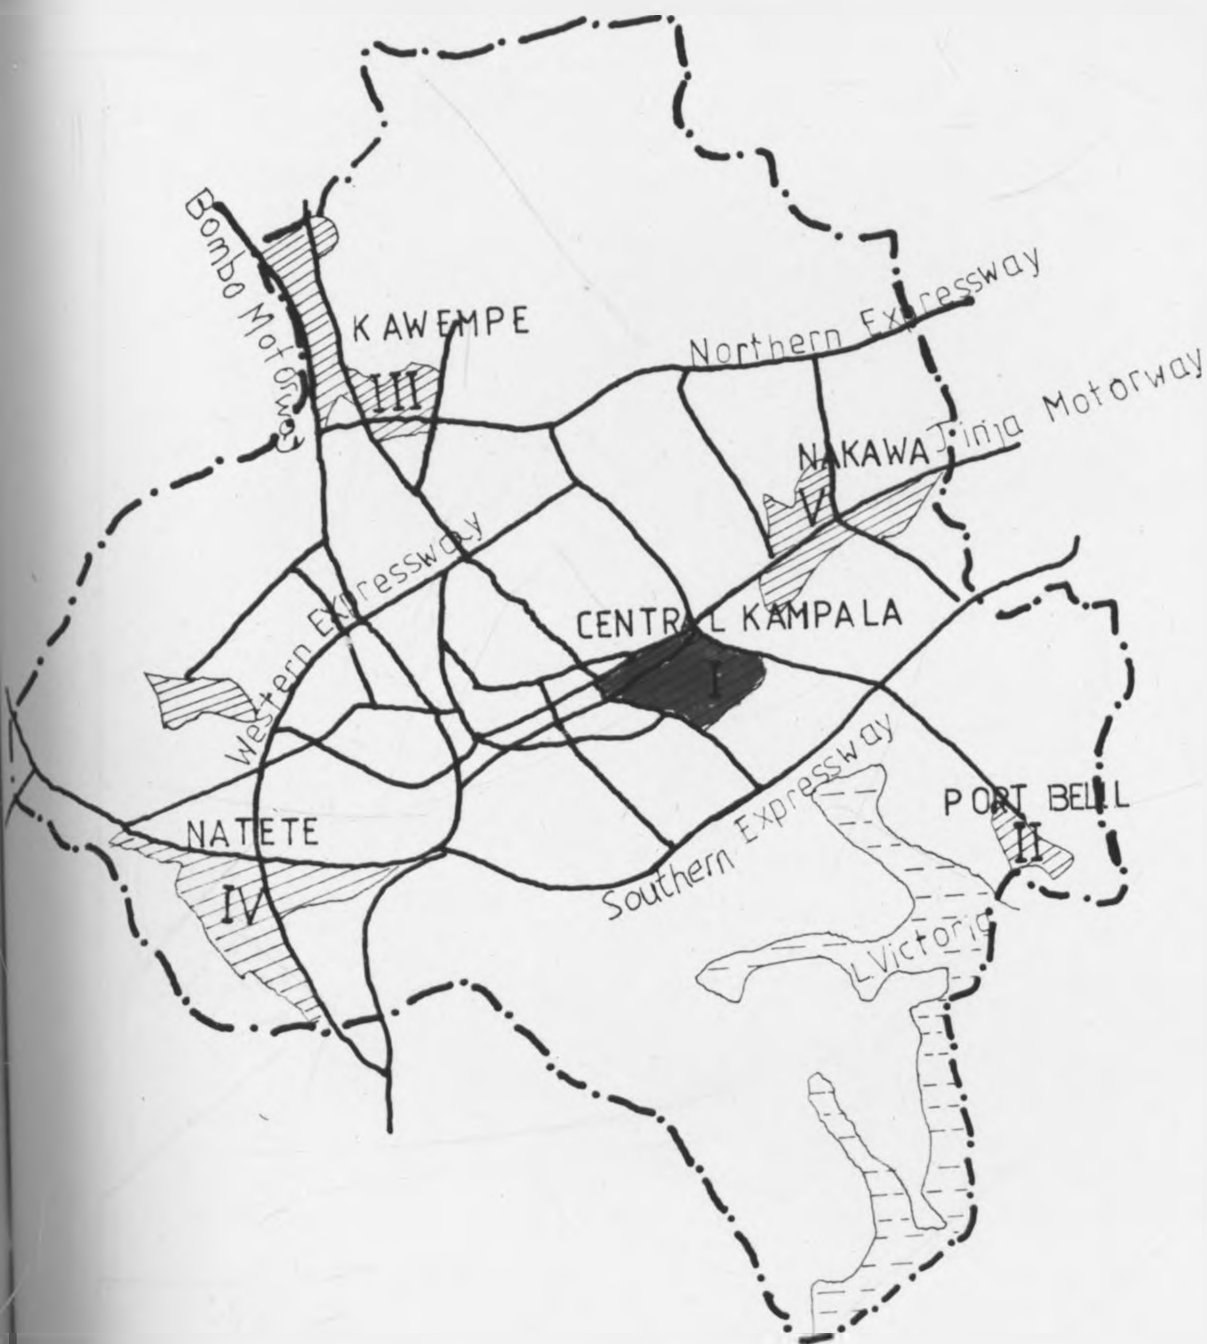 Bombo Motorway
KAWEMPE
III
Northern Expressway
Jinja Motorway
NAKAWA
V
Western Expressway
CENTRAL KAMPALA
I
PORT BELL
II
Southern Expressway
NATETE
IV
L.Victoria